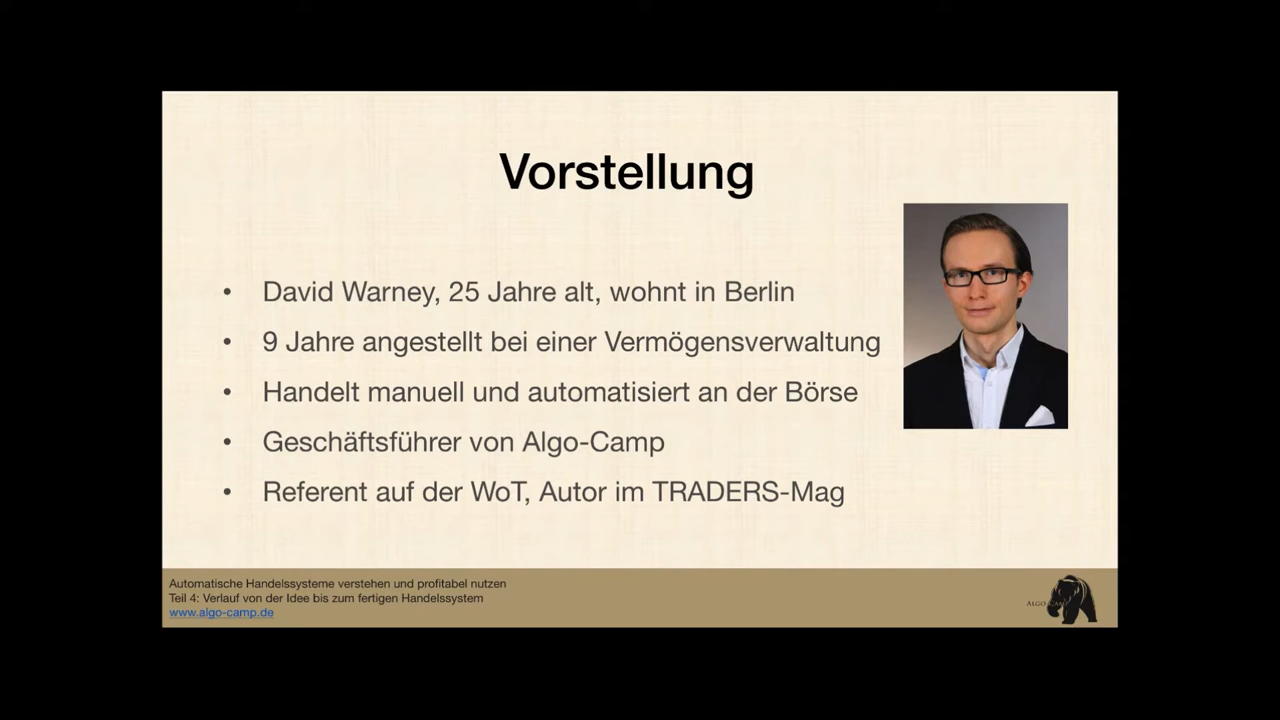 Vorstellung
• David Warney, 25 Jahre alt, wohnt in Berlin
• 9 Jahre angestellt bei einer Vermögensverwaltung
• Handelt manuell und automatisiert an der Börse
• Geschäftsführer von Algo-Camp
• Referent auf der WoT, Autor im TRADERS-Mag
Automatische Handelssysteme verstehen und profitabel nutzen
Teil 4: Verlauf von der Idee bis zum fertigen Handelssystem
www.algo-camp.de
ALGO-CAMP